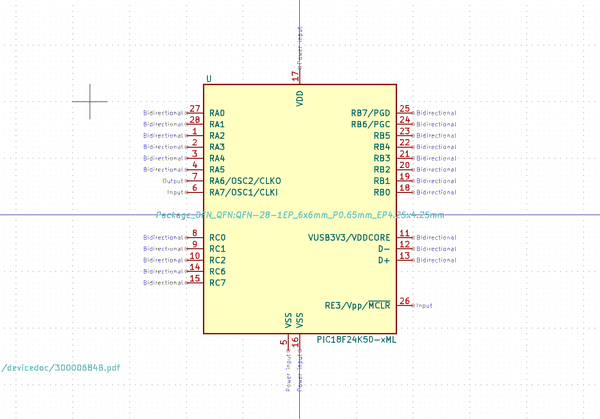 Power input
17
U
VDD
Bidirectional 27 RA0 RB7/PGD 25 Bidirectional
Bidirectional 28 RA1 RB6/PGC 24 Bidirectional
Bidirectional 1 RA2 RB5 23 Bidirectional
Bidirectional 2 RA3 RB4 22 Bidirectional
Bidirectional 3 RA4 RB3 21 Bidirectional
Bidirectional 4 RA5 RB2 20 Bidirectional
Output 7 RA6/OSC2/CLKO RB1 19 Bidirectional
Input 6 RA7/OSC1/CLKI RB0 18 Bidirectional
Package_DFN_QFN:QFN-28-1EP_6x6mm_P0.65mm_EP4.25x4.25mm
Bidirectional 8 RC0 VUSB3V3/VDDCORE 11 Bidirectional
Bidirectional 9 RC1 D- 12 Bidirectional
Bidirectional 10 RC2 D+ 13 Bidirectional
Bidirectional 14 RC6
Bidirectional 15 RC7
RE3/Vpp/MCLR 26 Input
VSS VSS
PIC18F24K50-xML
5 16
Power input Power input
/devicedoc/30000684B.pdf